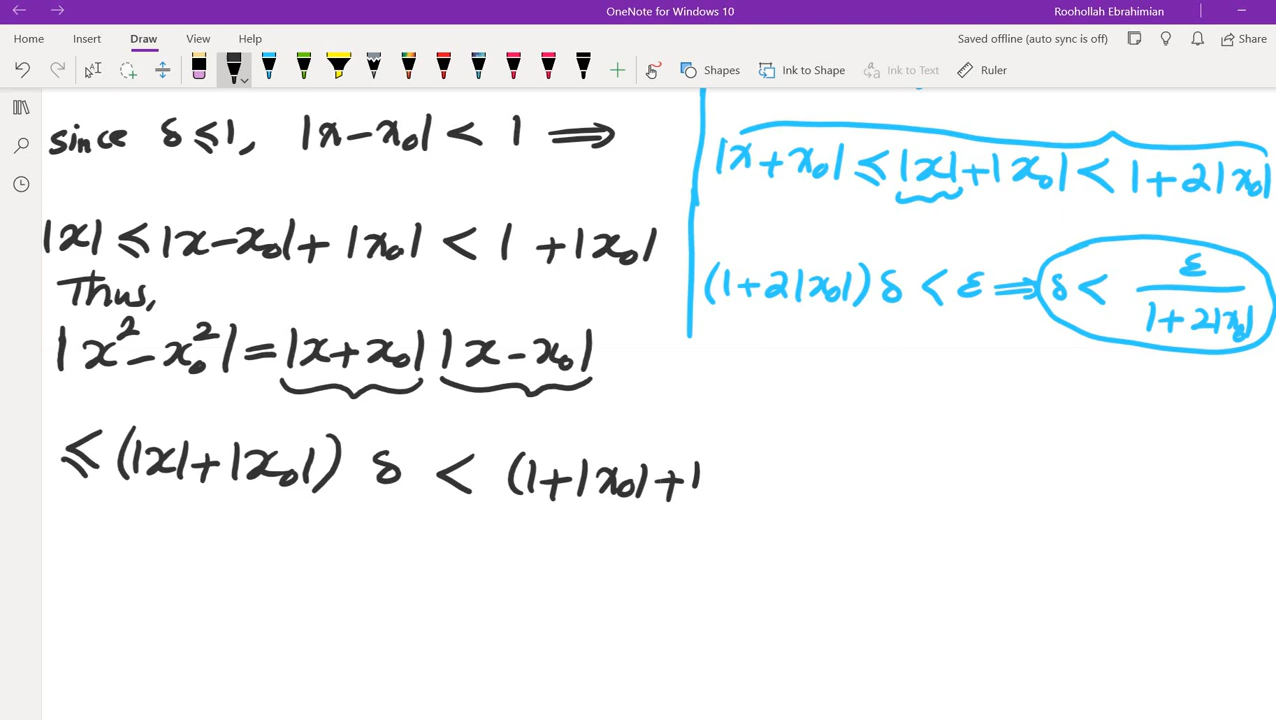 OneNote for Windows 10
Roohollah Ebrahimian
Home Insert Draw View Help
Saved offline (auto sync is off)
Share
Shapes
Ink to Shape
Ink to Text
Ruler
since δ ≤ 1, |x - x₀| < 1 ⟹
|x| ≤ |x - x₀| + |x₀| < 1 + |x₀|
Thus,
|x² - x₀²| = |x + x₀| |x - x₀|
≤ (|x| + |x₀|) δ < (1 + |x₀| + |
|x + x₀| ≤ |x| + |x₀| < 1 + 2|x₀|
(1 + 2|x₀|) δ < ε ⟹ δ < ε / (1 + 2|x₀|)